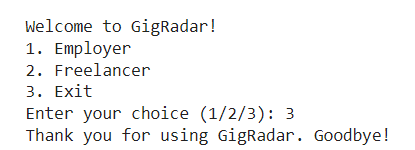 Welcome to GigRadar!
1. Employer
2. Freelancer
3. Exit
Enter your choice (1/2/3): 3
Thank you for using GigRadar. Goodbye!